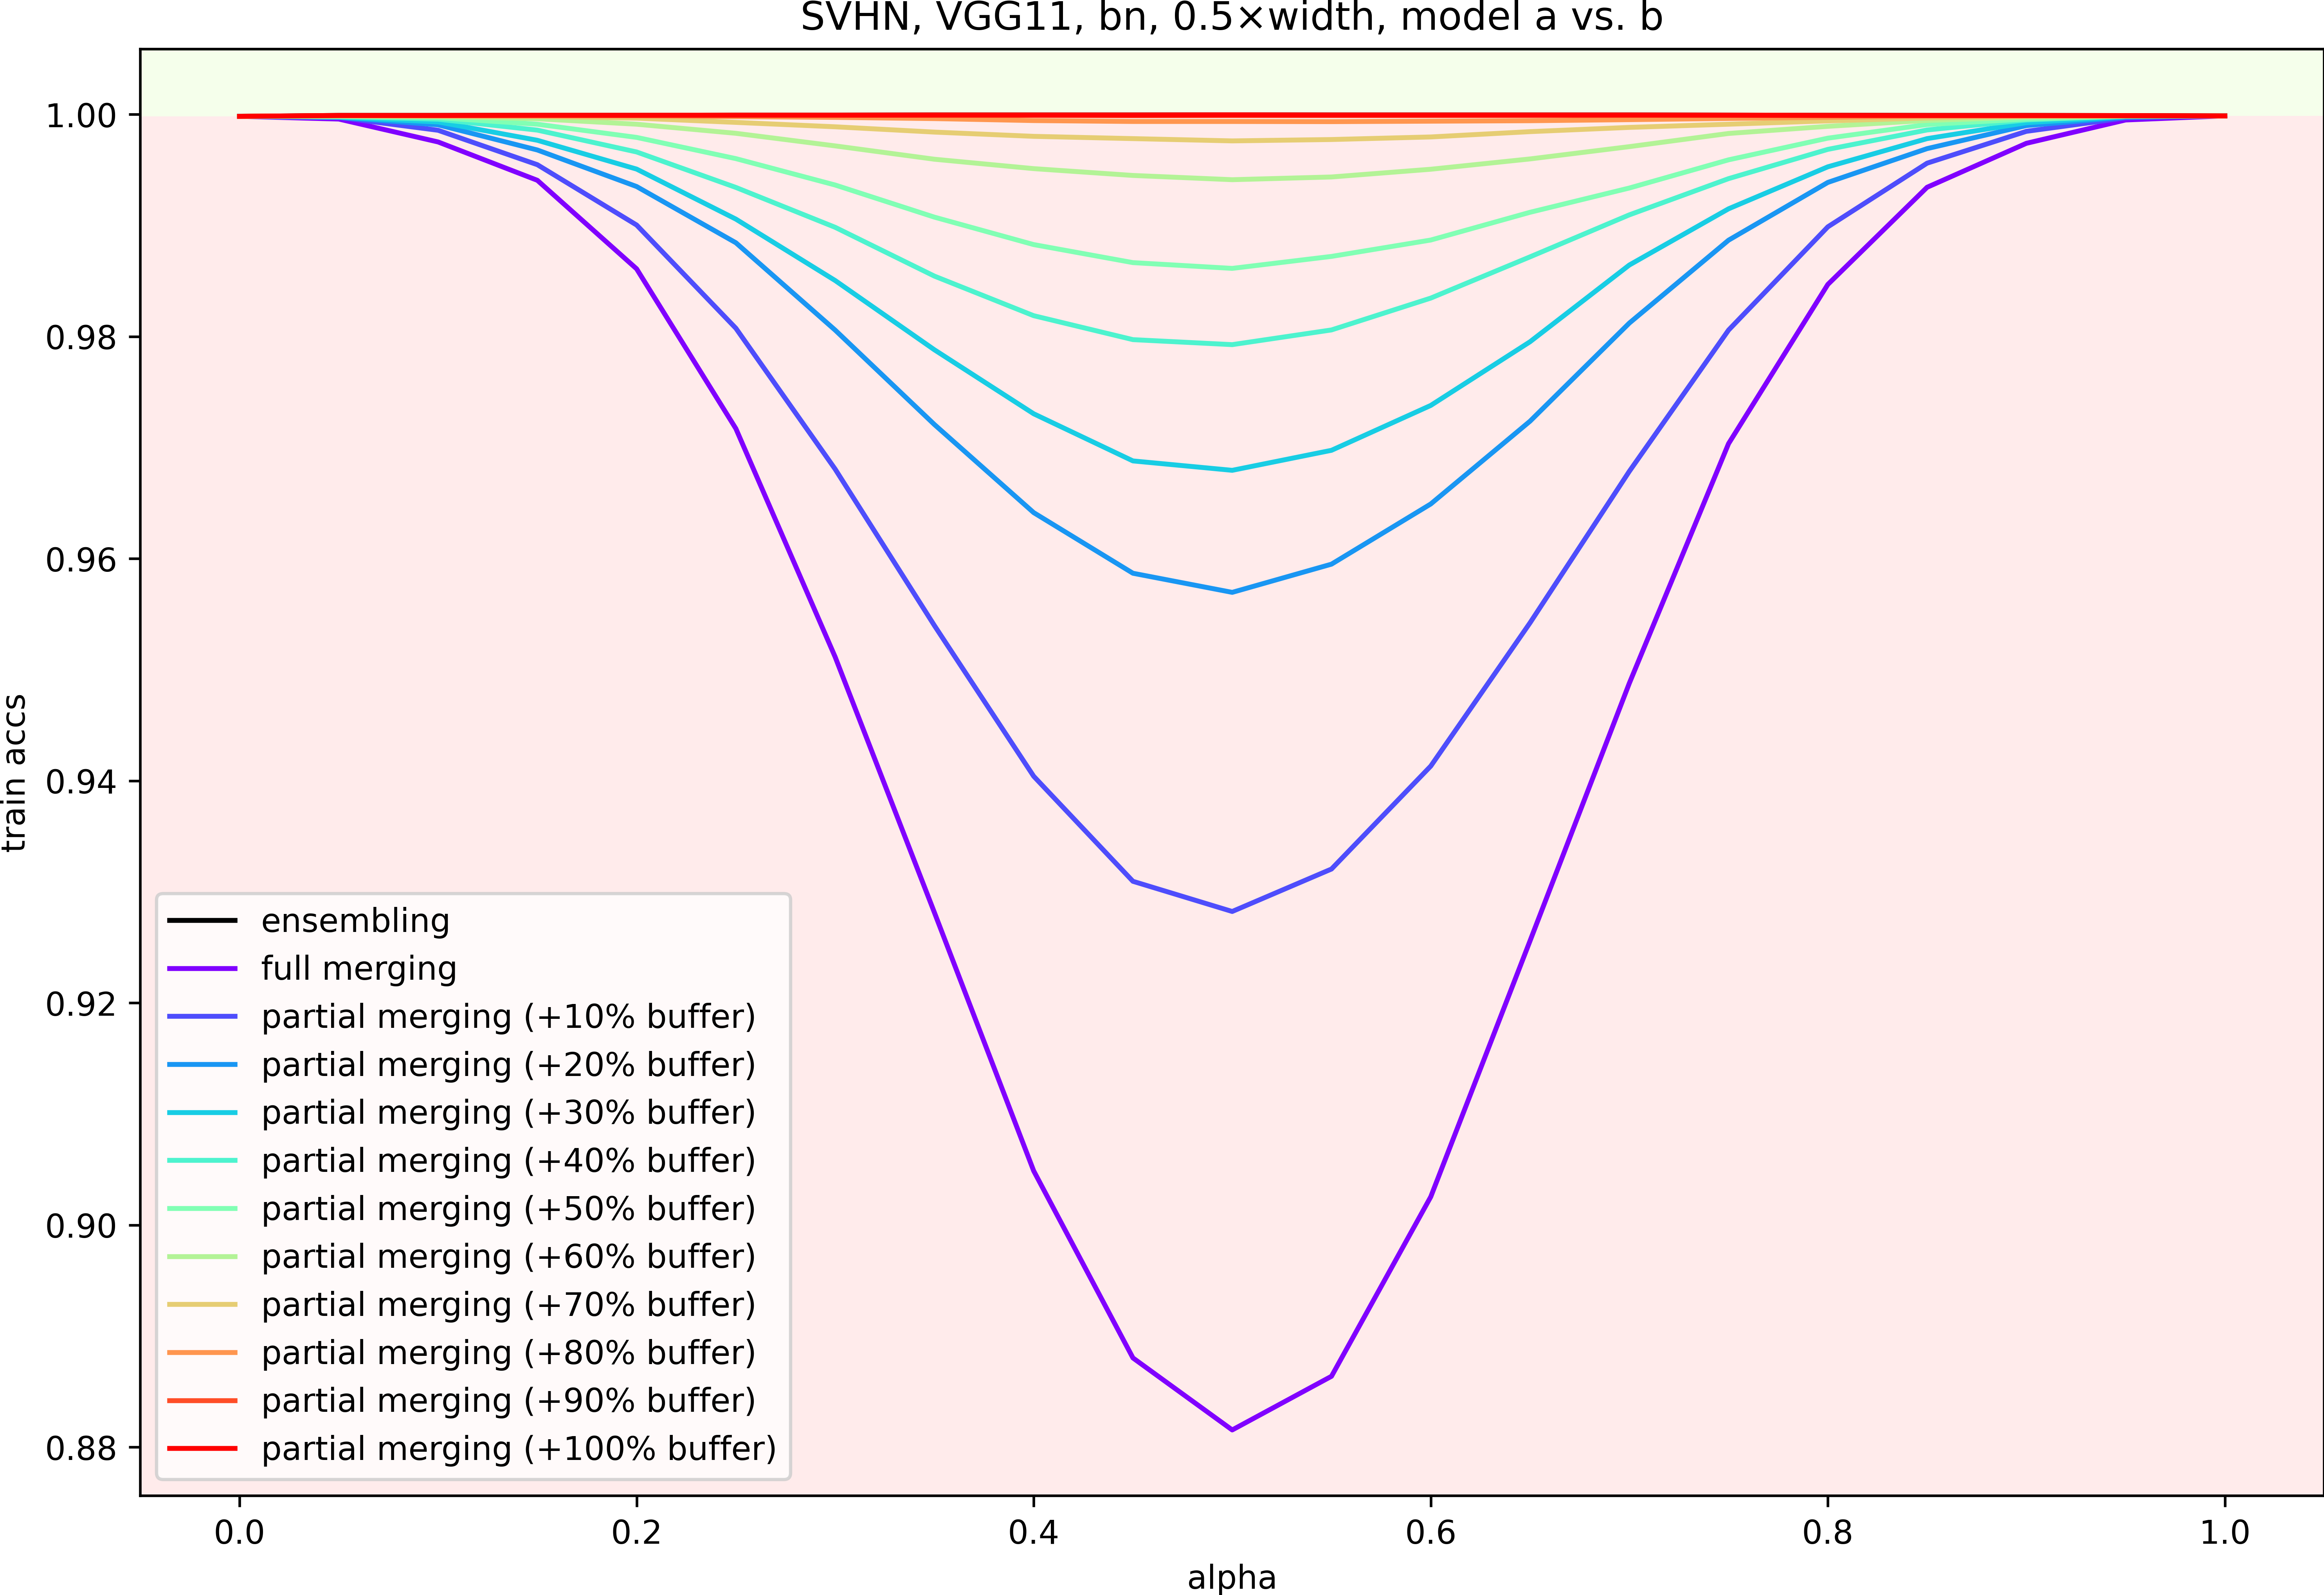 SVHN, VGG11, bn, 0.5×width, model a vs. b
1.00
0.98
0.96
0.94
0.92
0.90
0.88
train accs
ensembling
full merging
partial merging (+10% buffer)
partial merging (+20% buffer)
partial merging (+30% buffer)
partial merging (+40% buffer)
partial merging (+50% buffer)
partial merging (+60% buffer)
partial merging (+70% buffer)
partial merging (+80% buffer)
partial merging (+90% buffer)
partial merging (+100% buffer)
0.0 0.2 0.4 0.6 0.8 1.0
alpha